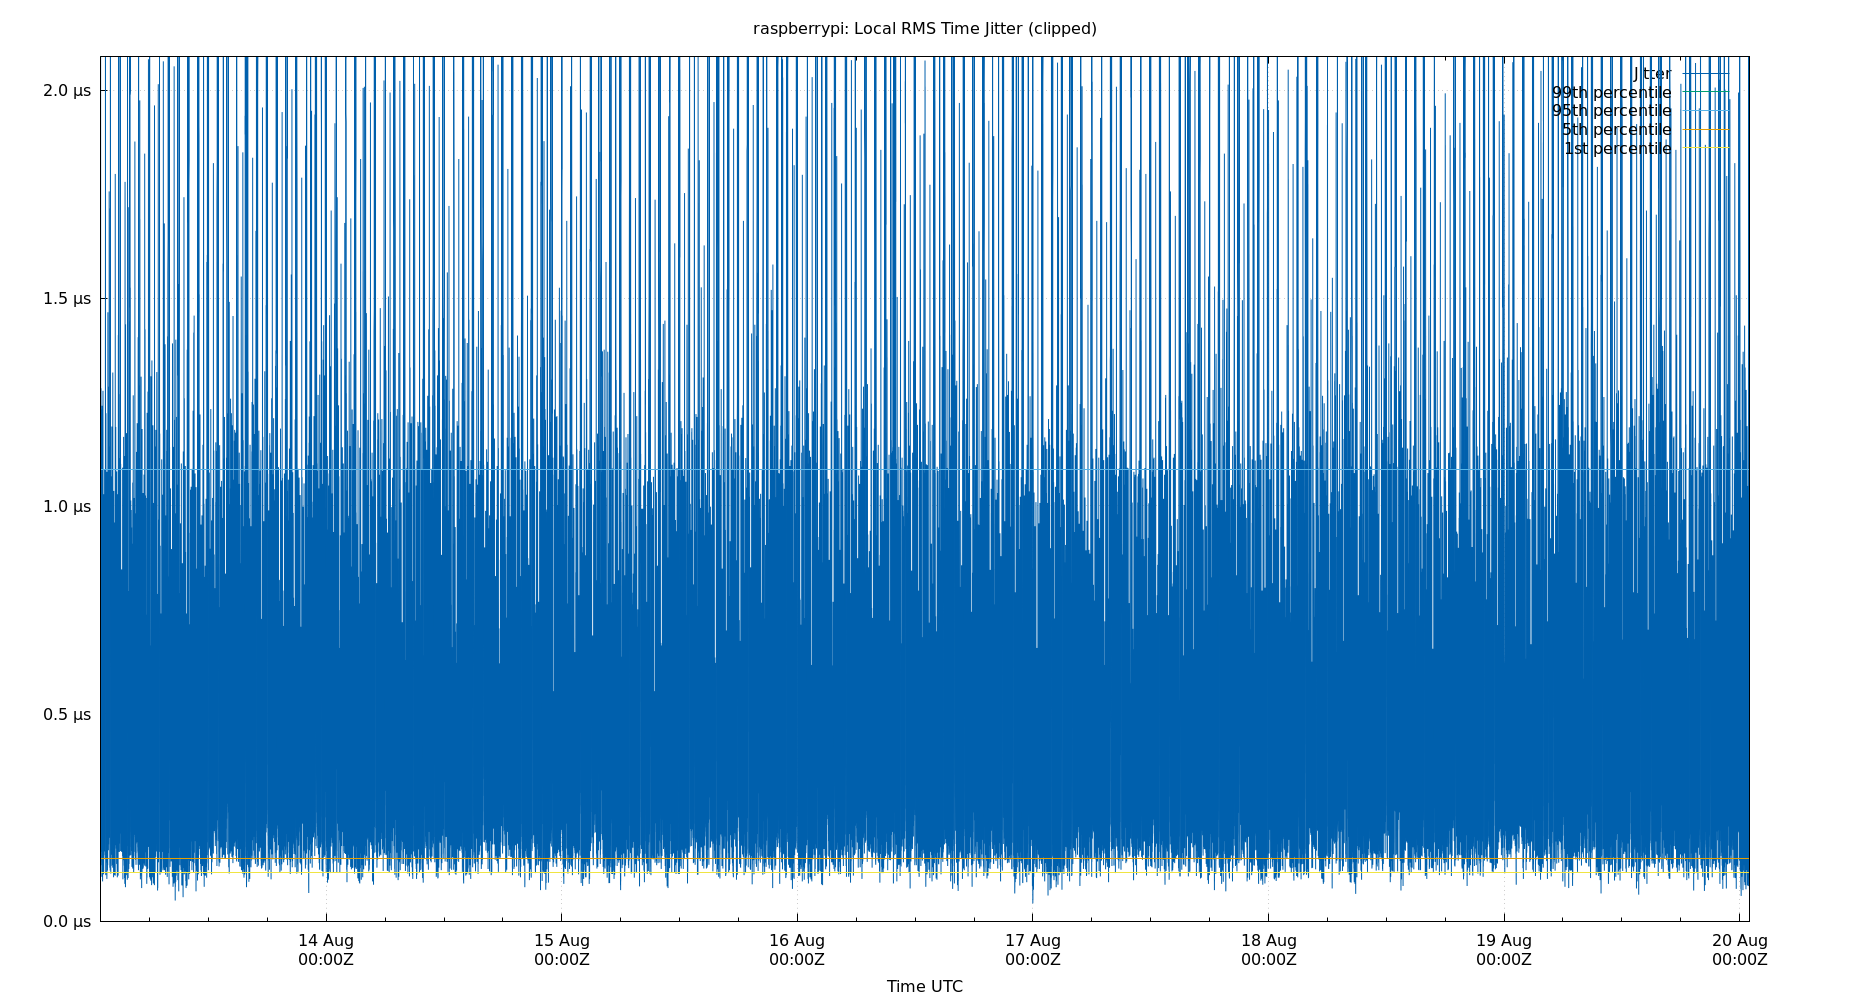 raspberrypi: Local RMS Time Jitter (clipped)
2.0 µs
1.5 µs
1.0 µs
0.5 µs
0.0 µs
Jitter
99th percentile
95th percentile
5th percentile
1st percentile
14 Aug
00:00Z
15 Aug
00:00Z
16 Aug
00:00Z
17 Aug
00:00Z
18 Aug
00:00Z
19 Aug
00:00Z
20 Aug
00:00Z
Time UTC